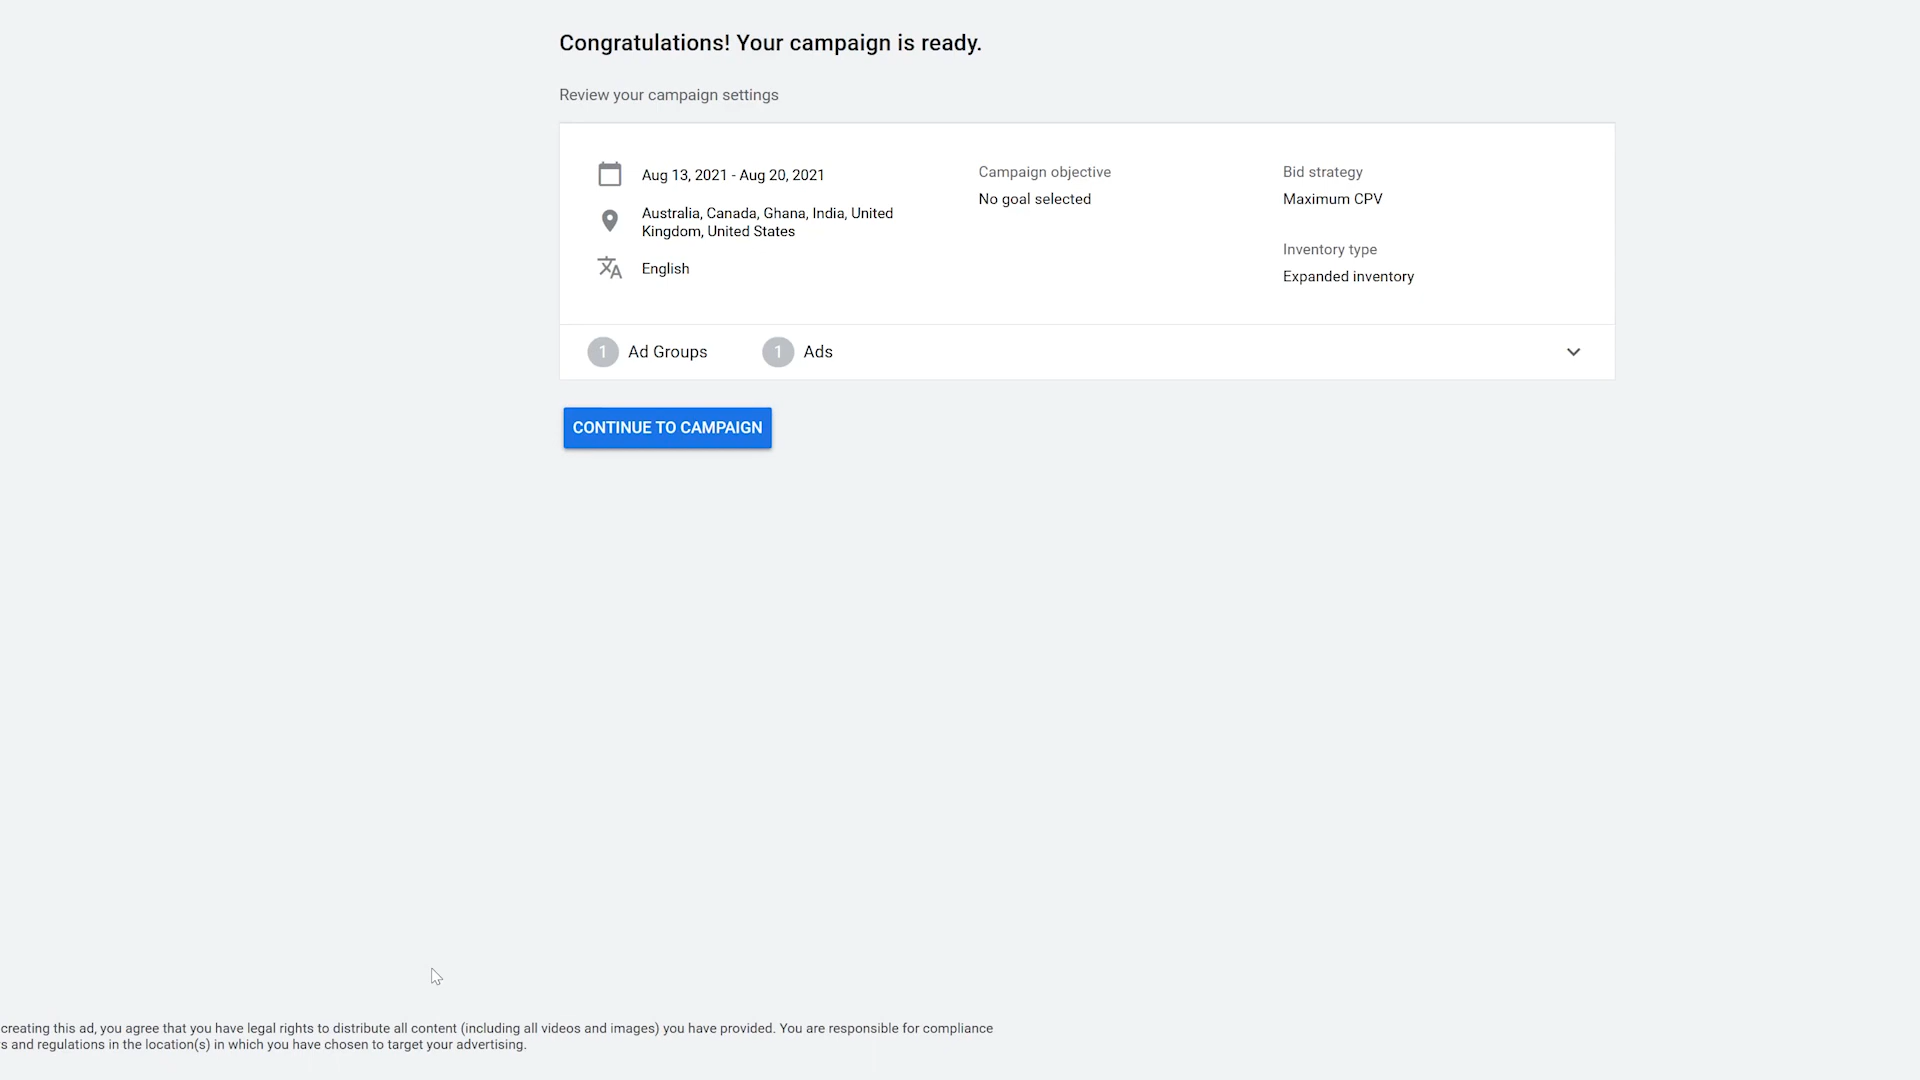 Congratulations! Your campaign is ready.
Review your campaign settings
Aug 13, 2021 - Aug 20, 2021
Australia, Canada, Ghana, India, United
Kingdom, United States
English
Campaign objective
No goal selected
Bid strategy
Maximum CPV
Inventory type
Expanded inventory
1 Ad Groups
1 Ads
CONTINUE TO CAMPAIGN
creating this ad, you agree that you have legal rights to distribute all content (including all videos and images) you have provided. You are responsible for compliance
s and regulations in the location(s) in which you have chosen to target your advertising.